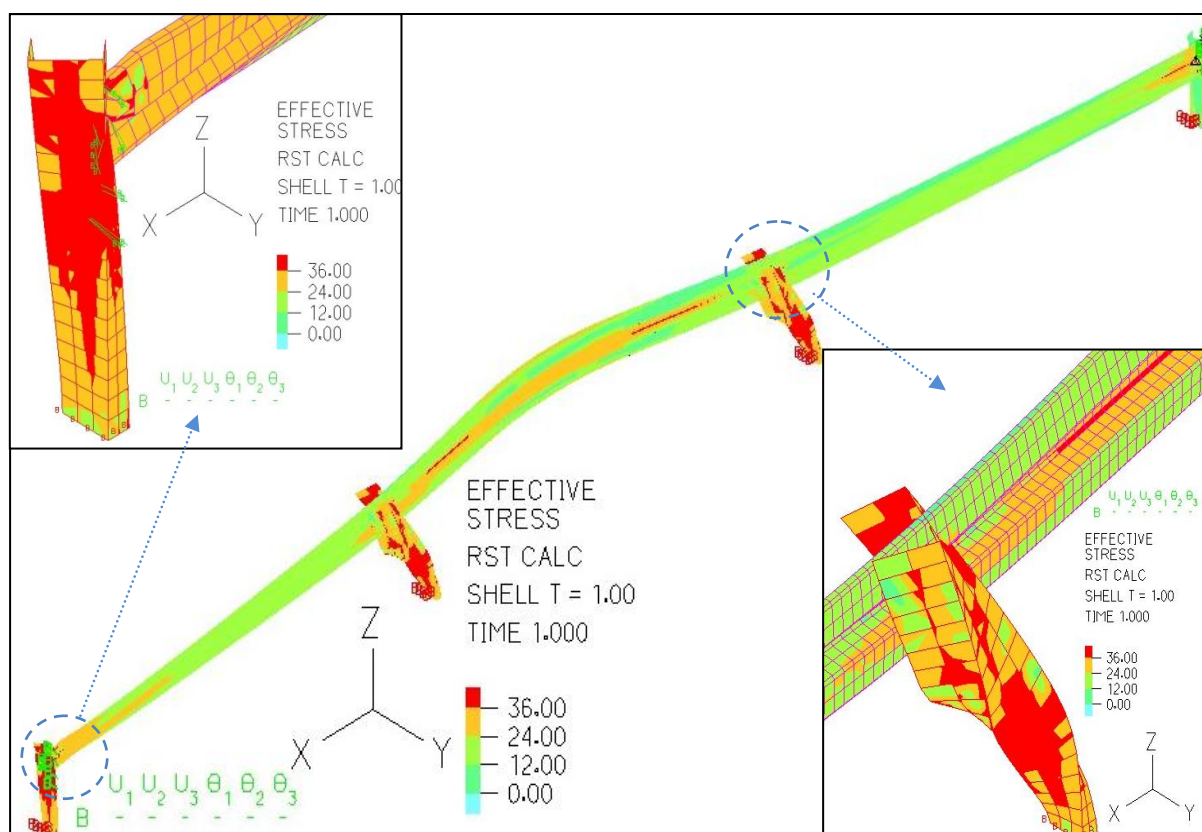 EFFECTIVE
STRESS
RST CALC
SHELL T = 1.00
TIME 1.000
Z
X
Y
36.00
24.00
12.00
0.00
U₁ U₂ U₃ θ₁ θ₂ θ₃
B - - - - - -
B B B B B
EFFECTIVE
STRESS
RST CALC
SHELL T = 1.00
TIME 1.000
Z
X
Y
36.00
24.00
12.00
0.00
U₁ U₂ U₃ θ₁ θ₂ θ₃
B - - - - - -
U₁ U₂ U₃ θ₁ θ₂ θ₃
B - - - - - -
EFFECTIVE
STRESS
RST CALC
SHELL T = 1.00
TIME 1.000
36.00
24.00
12.00
0.00
Z
X
Y
B B B B